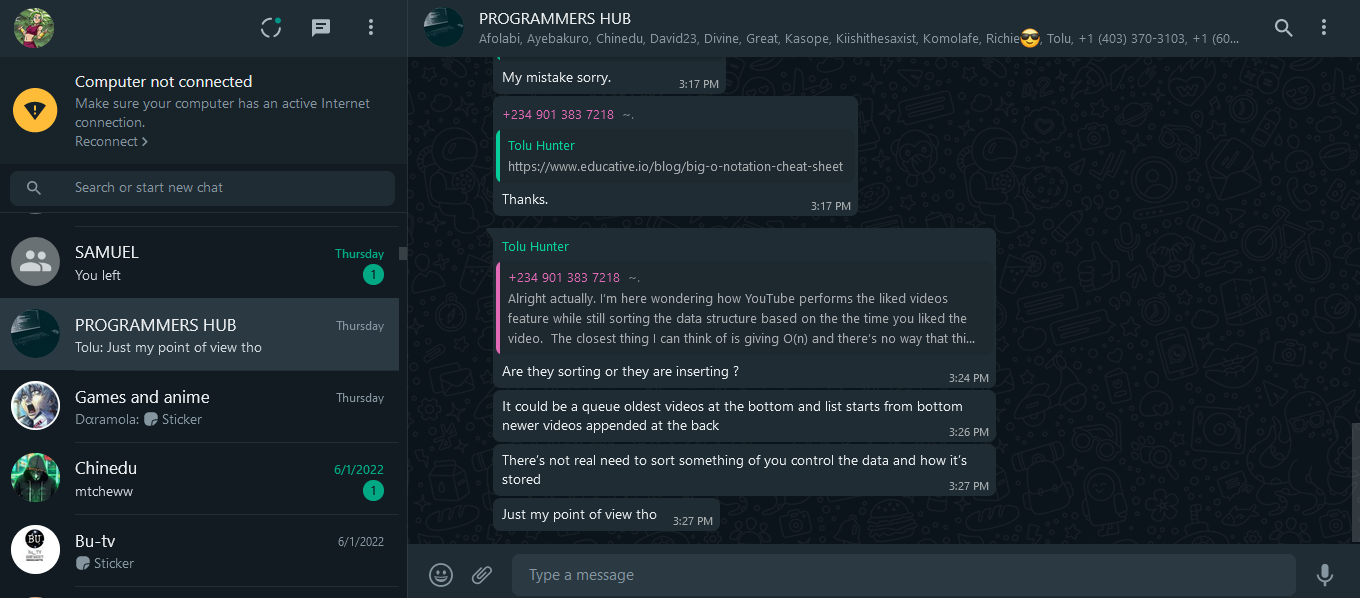 Computer not connected
Make sure your computer has an active Internet
connection.
Reconnect >
Search or start new chat
SAMUEL
Thursday
You left
1
PROGRAMMERS HUB
Thursday
Tolu: Just my point of view tho
Games and anime
Thursday
Dαramola: Sticker
Chinedu
6/1/2022
mtcheww
1
Bu-tv
6/1/2022
Sticker
PROGRAMMERS HUB
Afolabi, Ayebakuro, Chinedu, David23, Divine, Great, Kasope, Kiishithesaxist, Komolafe, Richie😎, Tolu, +1 (403) 370-3103, +1 (60...
My mistake sorry.
3:17 PM
+234 901 383 7218 ~.
Tolu Hunter
https://www.educative.io/blog/big-o-notation-cheat-sheet
Thanks.
3:17 PM
Tolu Hunter
+234 901 383 7218 ~.
Alright actually. I'm here wondering how YouTube performs the liked videos
feature while still sorting the data structure based on the the time you liked the
video.  The closest thing I can think of is giving O(n) and there's no way that thi...
Are they sorting or they are inserting ?
3:24 PM
It could be a queue oldest videos at the bottom and list starts from bottom
newer videos appended at the back
3:26 PM
There's not real need to sort something of you control the data and how it's
stored
3:27 PM
Just my point of view tho
3:27 PM
Type a message